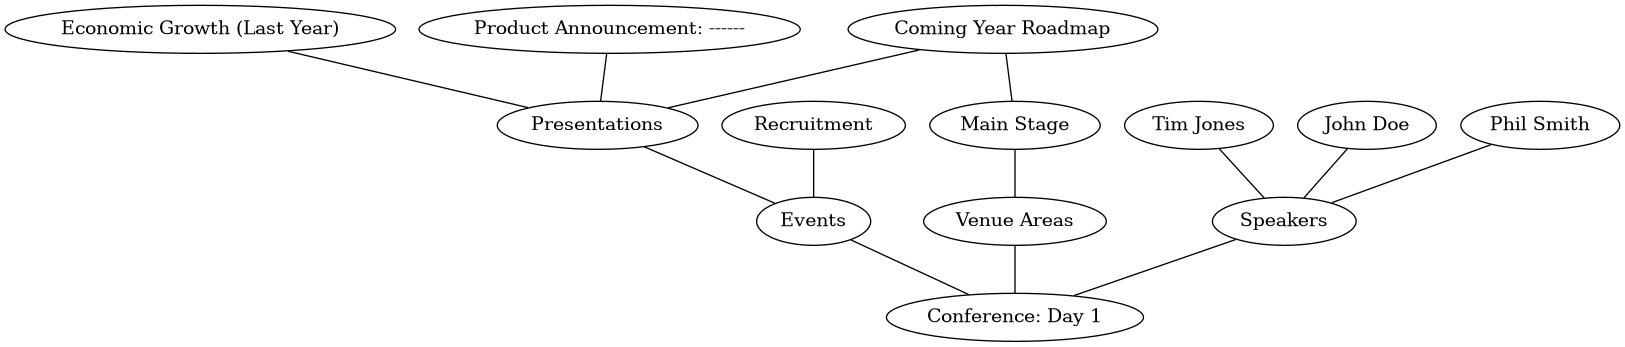 Economic Growth (Last Year)
Product Announcement: ------
Coming Year Roadmap
Presentations
Recruitment
Main Stage
Tim Jones
John Doe
Phil Smith
Events
Venue Areas
Speakers
Conference: Day 1